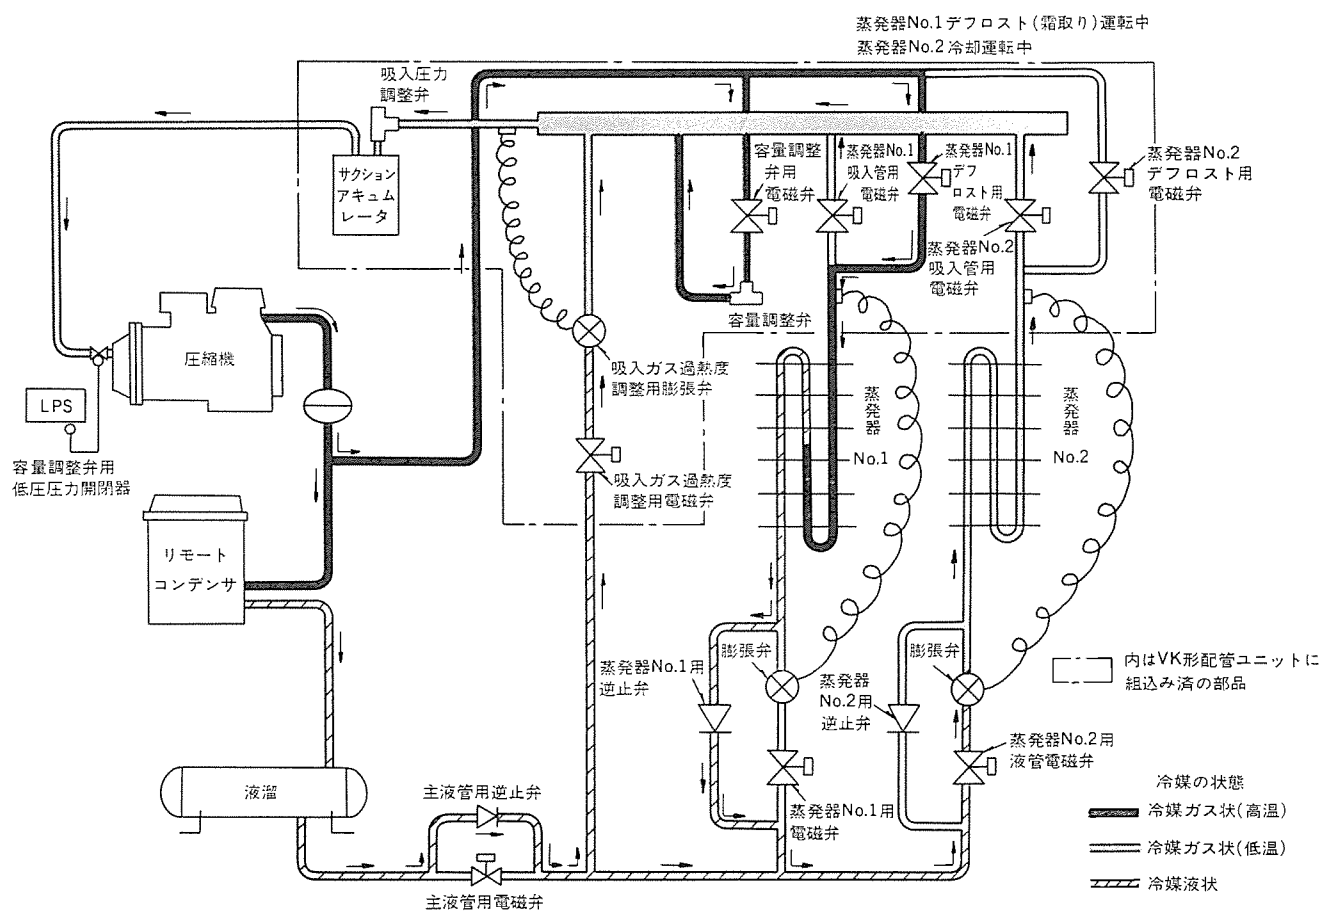 蒸発器No.1デフロスト(霜取り)運転中
蒸発器No.2冷却運転中
吸入圧力
調整弁
サクション
アキュム
レータ
容量調整
弁用
電磁弁
蒸発器No.1
吸入管用
電磁弁
蒸発器No.1
デフ
ロスト用
電磁弁
蒸発器No.2
デフロスト用
電磁弁
蒸発器No.2
吸入管用
電磁弁
容量調整弁
圧縮機
LPS
容量調整弁用
低圧圧力開閉器
吸入ガス過熱度
調整用膨張弁
吸入ガス過熱度
調整用電磁弁
蒸発器
No.1
蒸発器
No.2
リモート
コンデンサ
蒸発器No.1用
逆止弁
膨張弁
蒸発器
No.2用
逆止弁
膨張弁
内はVK形配管ユニットに
組込み済の部品
蒸発器No.2用
液管電磁弁
蒸発器No.1用
電磁弁
液溜
主液管用逆止弁
主液管用電磁弁
冷媒の状態
冷媒ガス状(高温)
冷媒ガス状(低温)
冷媒液状